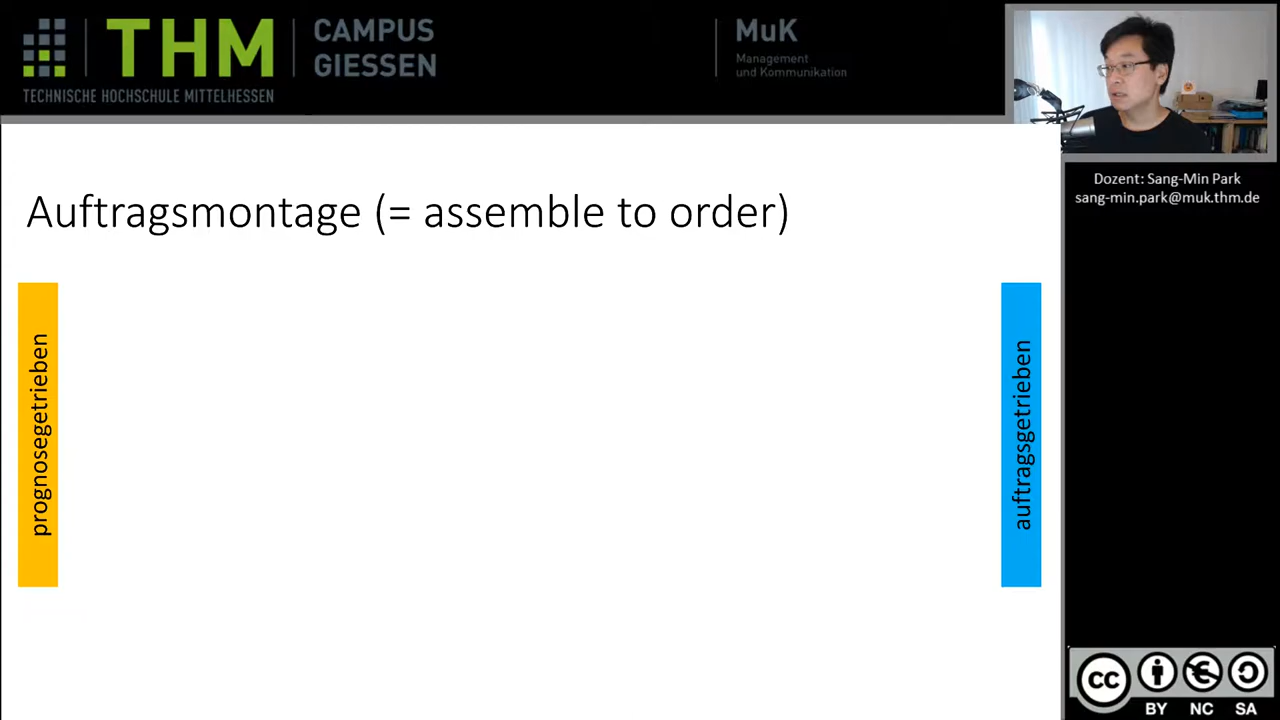 THM
CAMPUS
GIESSEN
TECHNISCHE HOCHSCHULE MITTELHESSEN
MuK
Management
und Kommunikation
Dozent: Sang-Min Park
sang-min.park@muk.thm.de
Auftragsmontage (= assemble to order)
prognosegetrieben
auftragsgetrieben
cc
BY NC SA